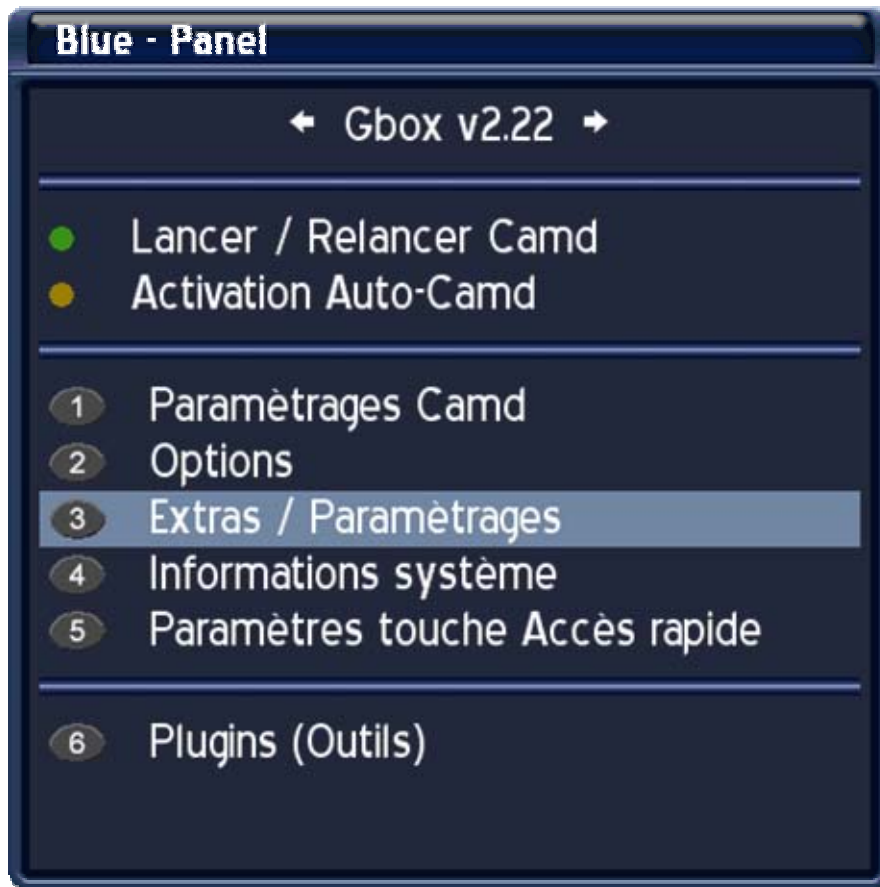 Blue - Panel
Gbox v2.22
Lancer / Relancer Camd
Activation Auto-Camd
1 Paramètrages Camd
2 Options
3 Extras / Paramètrages
4 Informations système
5 Paramètres touche Accès rapide
6 Plugins (Outils)